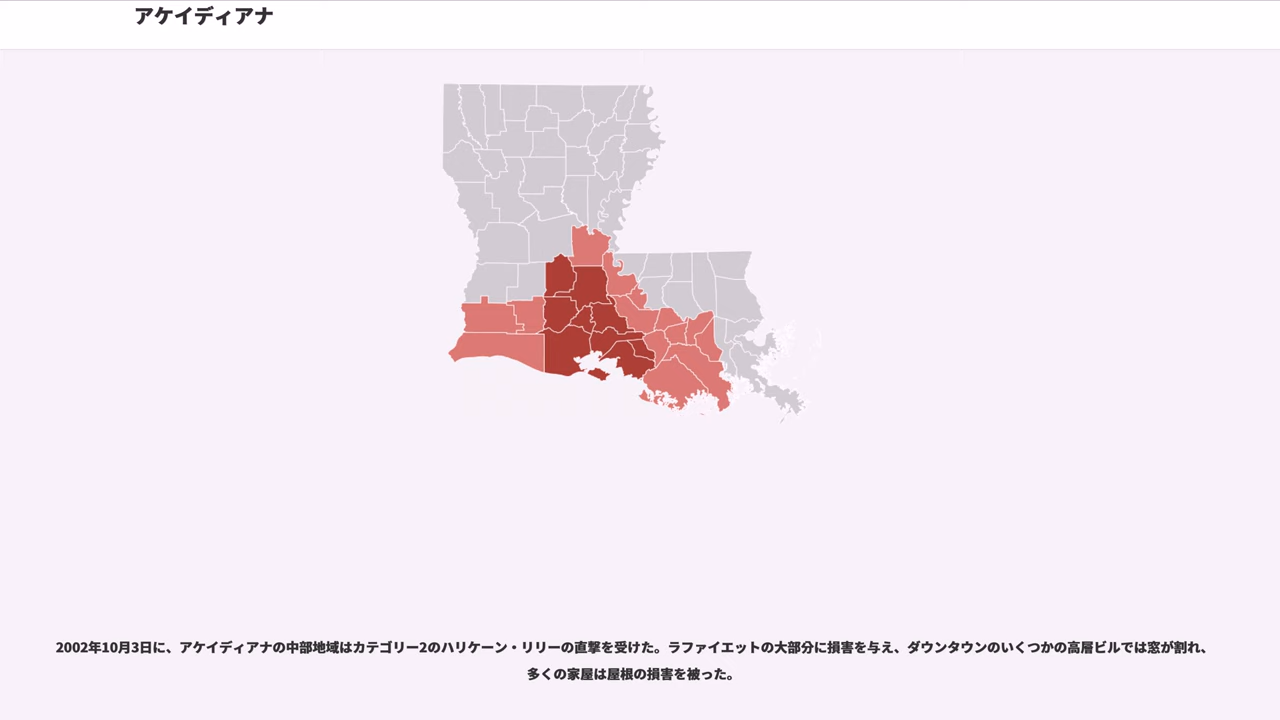 アケイディアナ
2002年10月3日に、アケイディアナの中部地域はカテゴリー2のハリケーン・リリーの直撃を受けた。ラファイエットの大部分に損害を与え、ダウンタウンのいくつかの高層ビルでは窓が割れ、
多くの家屋は屋根の損害を被った。